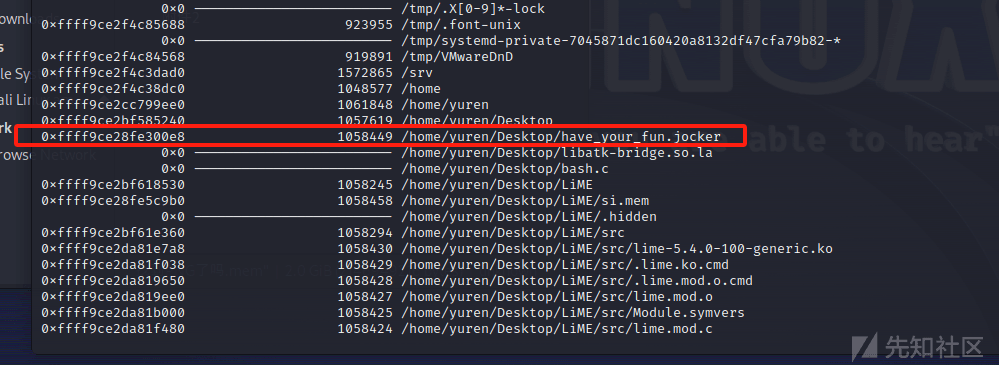 0×0 ———————————————— /tmp/.X[0-9]*-lock
0×ffff9ce2f4c85688 923955 /tmp/.font-unix
0×0 ———————————————— /tmp/systemd-private-7045871dc160420a8132df47cfa79b82-*
0×ffff9ce2f4c84568 919891 /tmp/VMwareDnD
0×ffff9ce2f4c3dad0 1572865 /srv
0×ffff9ce2f4c38dc0 1048577 /home
0×ffff9ce2cc799ee0 1061848 /home/yuren
0×ffff9ce2bf585240 1057619 /home/yuren/Desktop
0×ffff9ce28fe300e8 1058449 /home/yuren/Desktop/have_your_fun.jocker
0×0 ———————————————— /home/yuren/Desktop/libatk-bridge.so.la
0×0 ———————————————— /home/yuren/Desktop/bash.c
0×ffff9ce2bf618530 1058245 /home/yuren/Desktop/LiME
0×ffff9ce28fe5c9b0 1058458 /home/yuren/Desktop/LiME/si.mem
0×0 ———————————————— /home/yuren/Desktop/LiME/.hidden
0×ffff9ce2bf61e360 1058294 /home/yuren/Desktop/LiME/src
0×ffff9ce2da81e7a8 1058430 /home/yuren/Desktop/LiME/src/lime-5.4.0-100-generic.ko
0×ffff9ce2da81f038 1058429 /home/yuren/Desktop/LiME/src/.lime.ko.cmd
0×ffff9ce2da819650 1058428 /home/yuren/Desktop/LiME/src/.lime.mod.o.cmd
0×ffff9ce2da819ee0 1058427 /home/yuren/Desktop/LiME/src/lime.mod.o
0×ffff9ce2da81b000 1058425 /home/yuren/Desktop/LiME/src/Module.symvers
0×ffff9ce2da81f480 1058424 /home/yuren/Desktop/LiME/src/lime.mod.c
able to hear"
先知社区